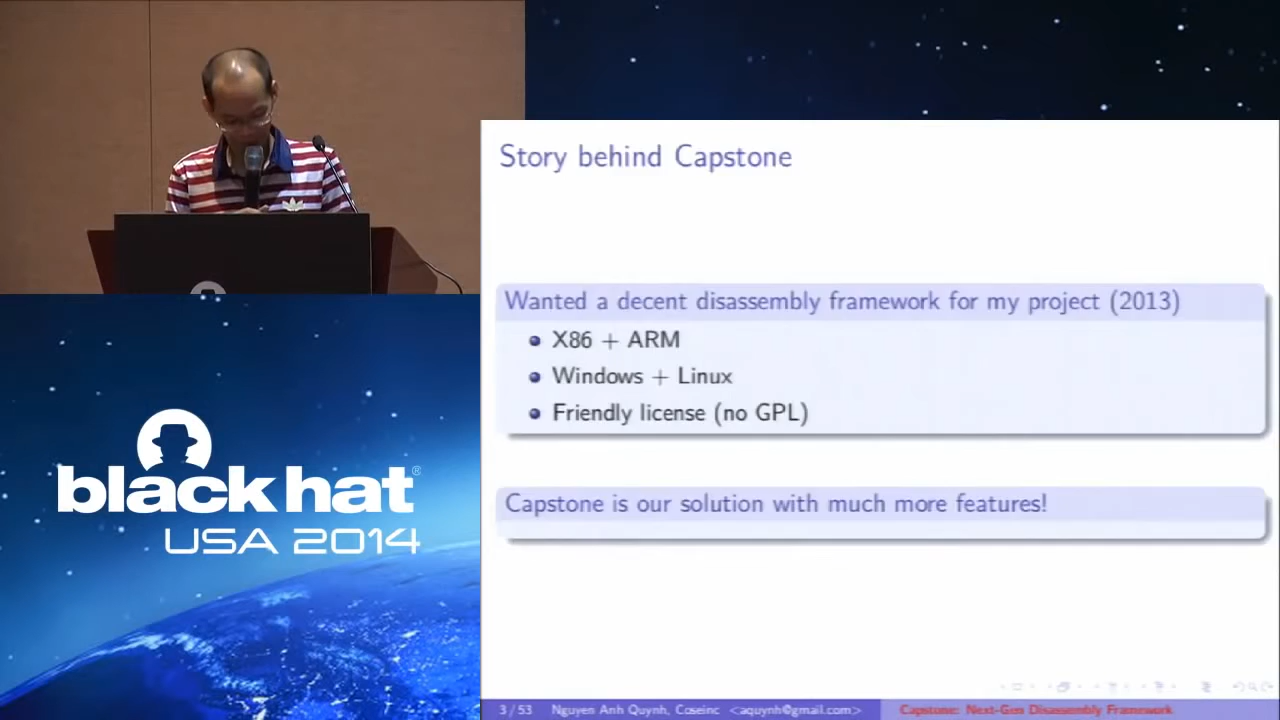 Story behind Capstone
Wanted a decent disassembly framework for my project (2013)
X86 + ARM
Windows + Linux
Friendly license (no GPL)
Capstone is our solution with much more features!
black hat®
USA 2014
3 / 53 Nguyen Anh Quynh, Coseinc <aquynh@gmail.com> Capstone: Next-Gen Disassembly Framework